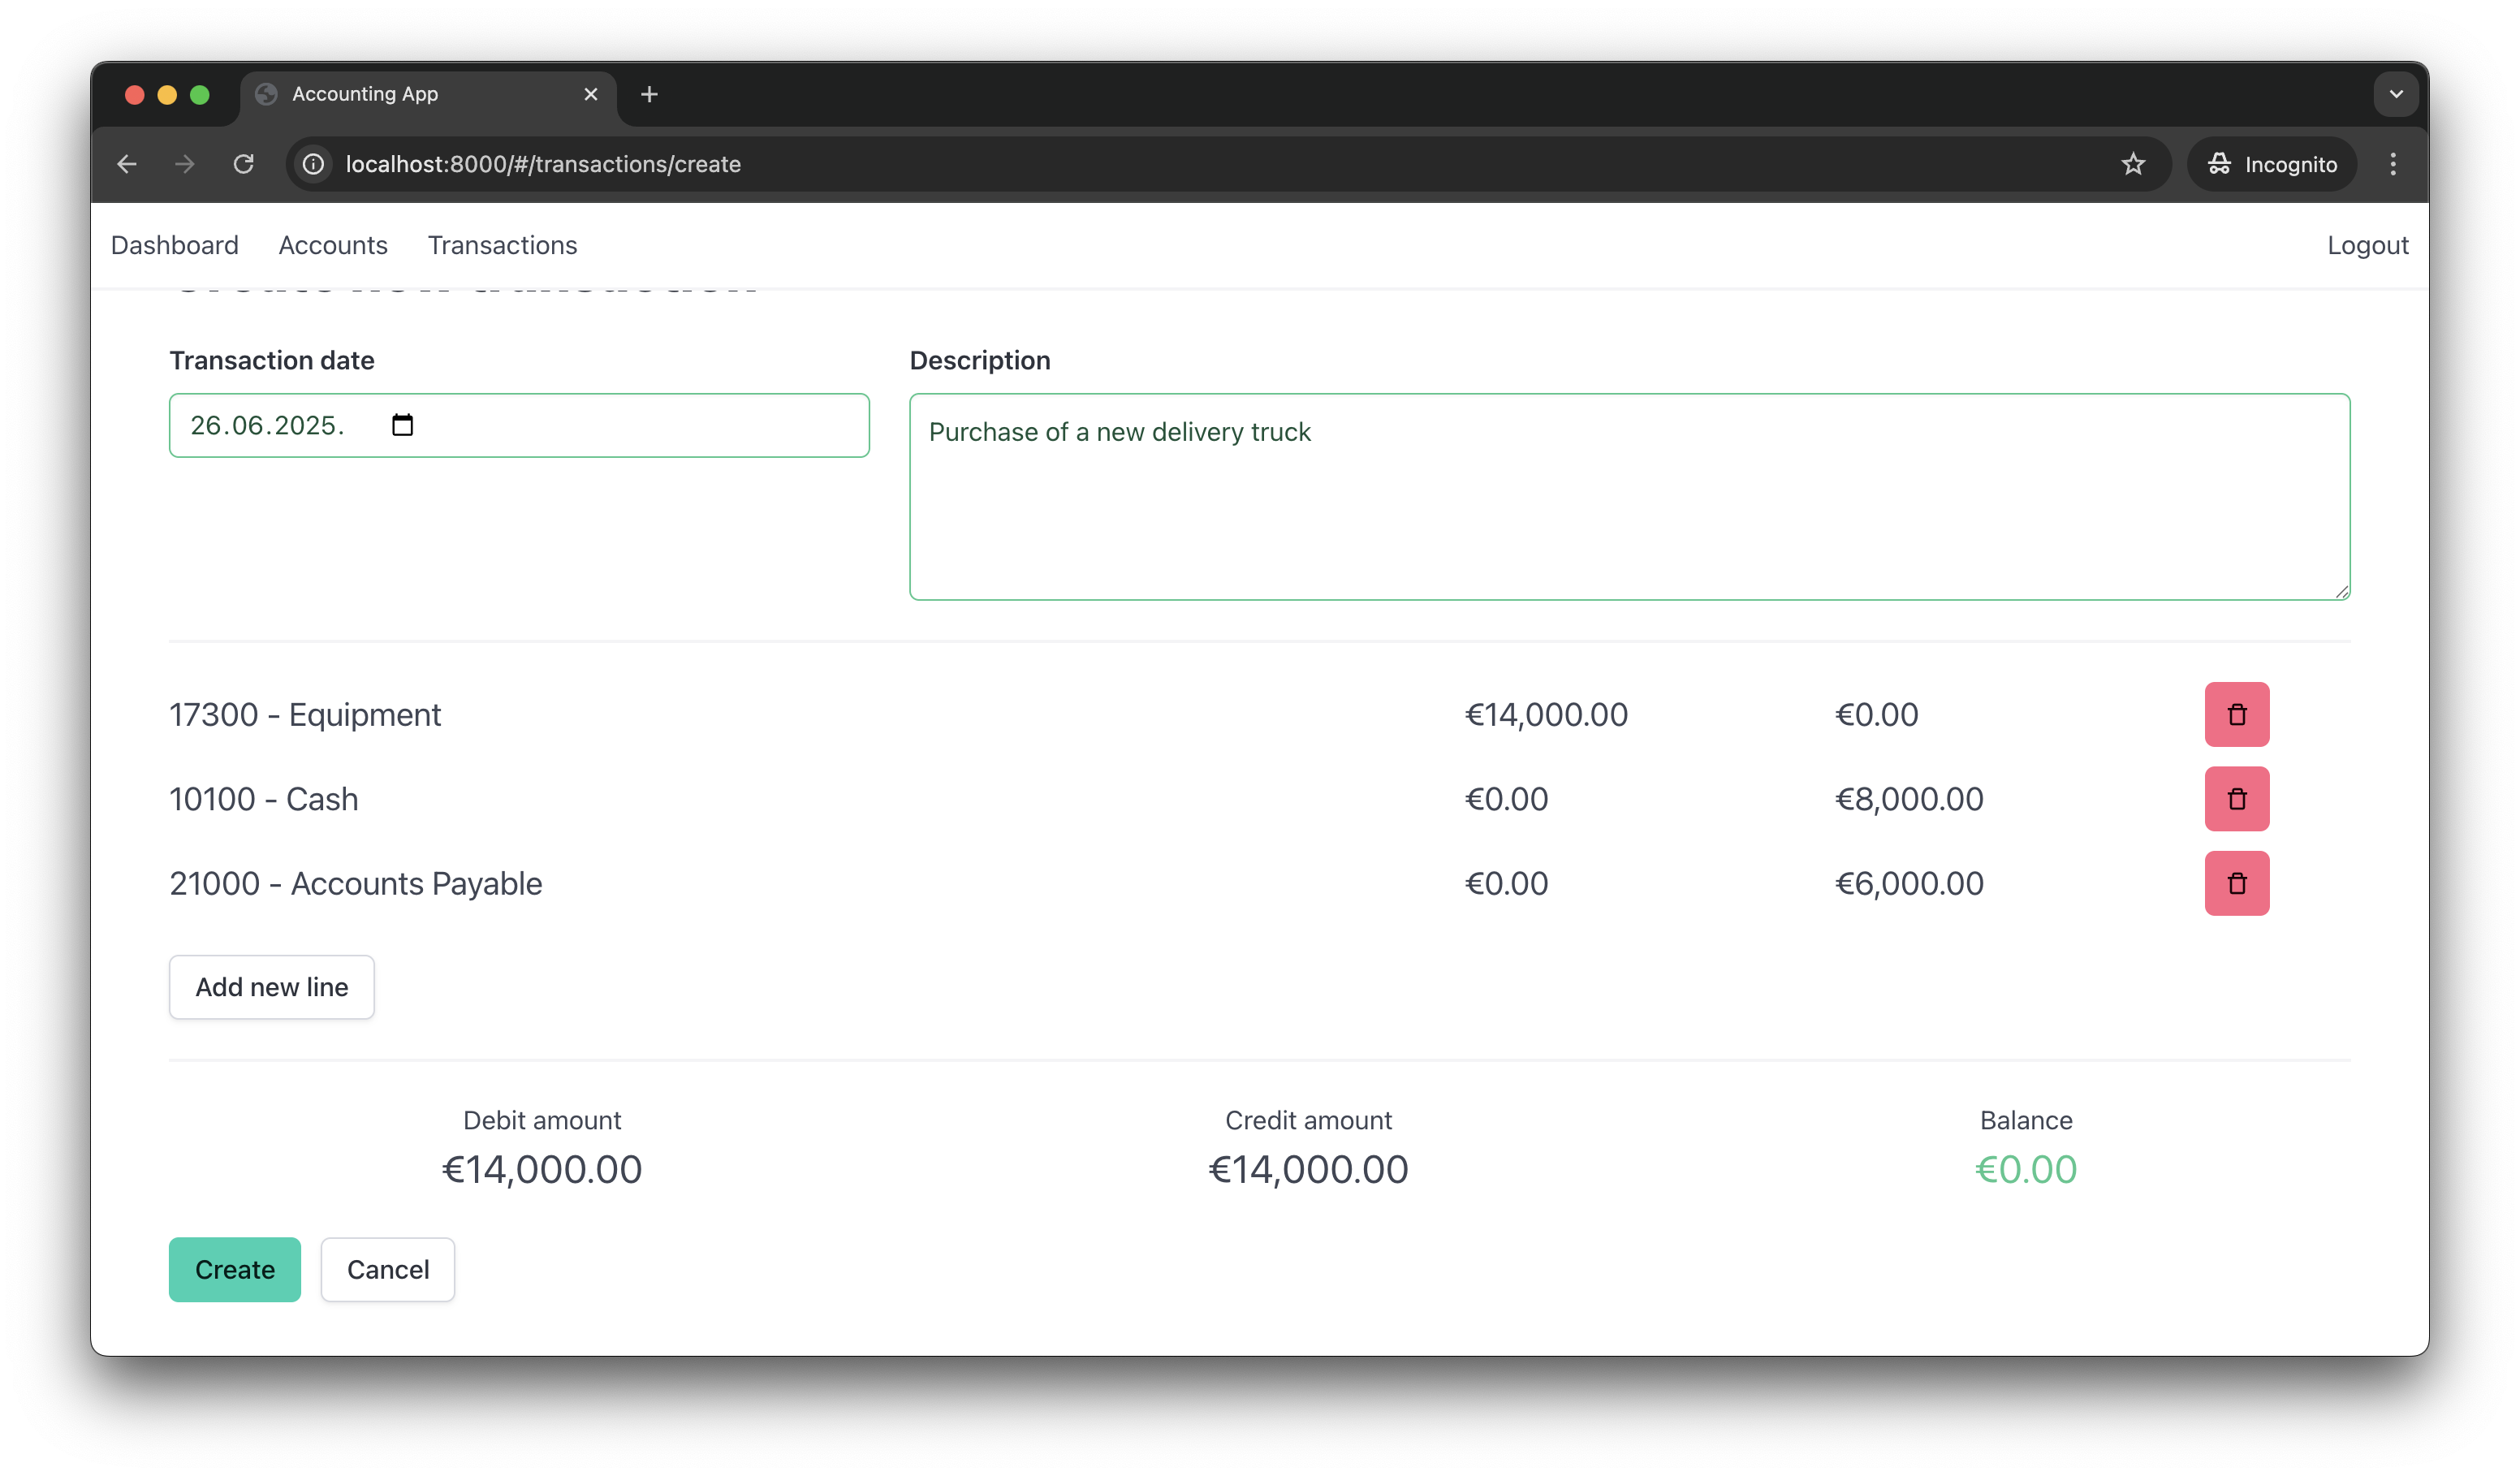 Accounting App
localhost:8000/#/transactions/create
Incognito
Dashboard Accounts Transactions Logout
Create new transaction
Transaction date Description
26.06.2025. Purchase of a new delivery truck
17300 - Equipment €14,000.00 €0.00
10100 - Cash €0.00 €8,000.00
21000 - Accounts Payable €0.00 €6,000.00
Add new line
Debit amount Credit amount Balance
€14,000.00 €14,000.00 €0.00
Create Cancel